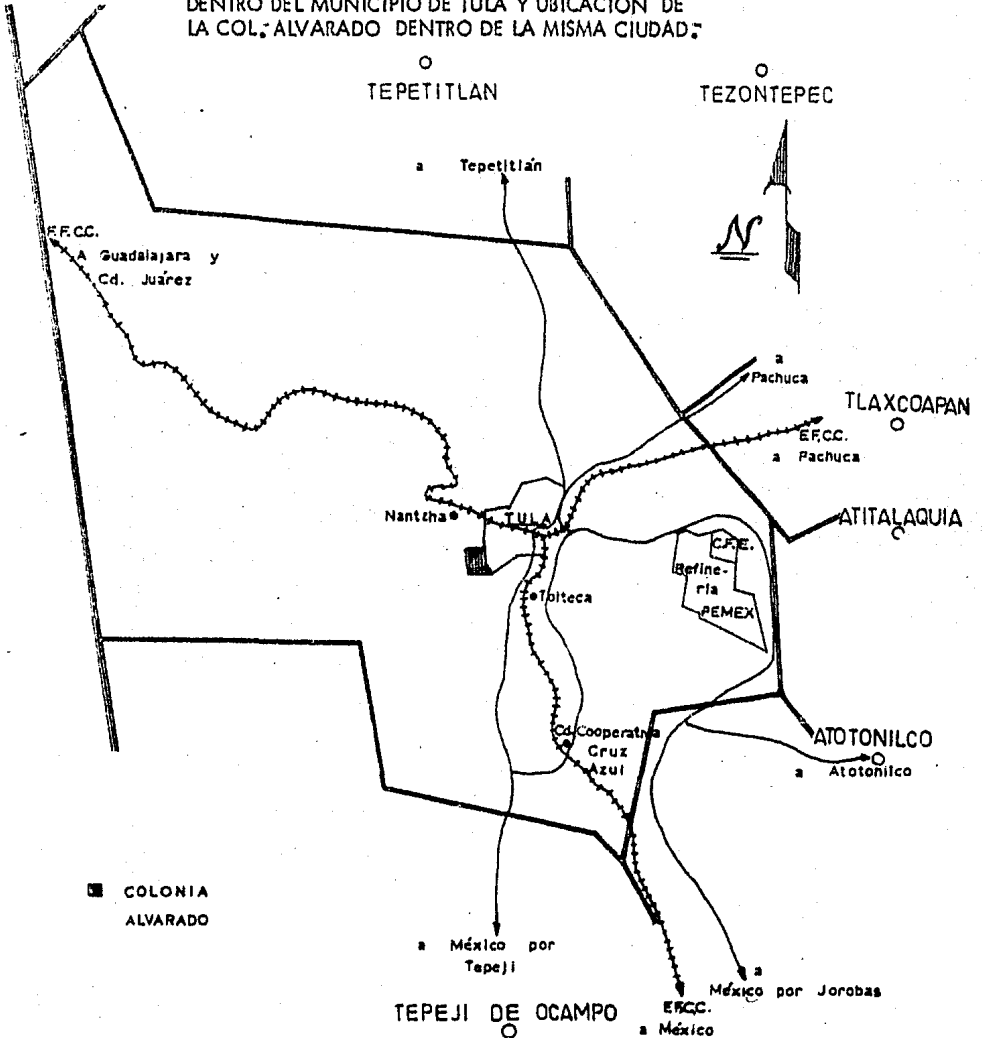 DENTRO DEL MUNICIPIO DE TULA Y UBICACION DE
LA COL. ALVARADO DENTRO DE LA MISMA CIUDAD.
TEPETITLAN
TEZONTEPEC
a Tepetitlán
N
F.F.C.C.
A Guadalajara y
Cd. Juárez
a
Pachuca
TLAXCOAPAN
F.F.C.C.
a Pachuca
Nantzha
TULA
ATITALAQUIA
C.F.E.
Refine-
ria
PEMEX
Tolteca
Cd. Cooperativa
Cruz
Azul
ATOTONILCO
a Atotonilco
COLONIA
ALVARADO
a México por
Tepeji
a
México por Jorobas
TEPEJI DE OCAMPO
F.F.C.C.
a México